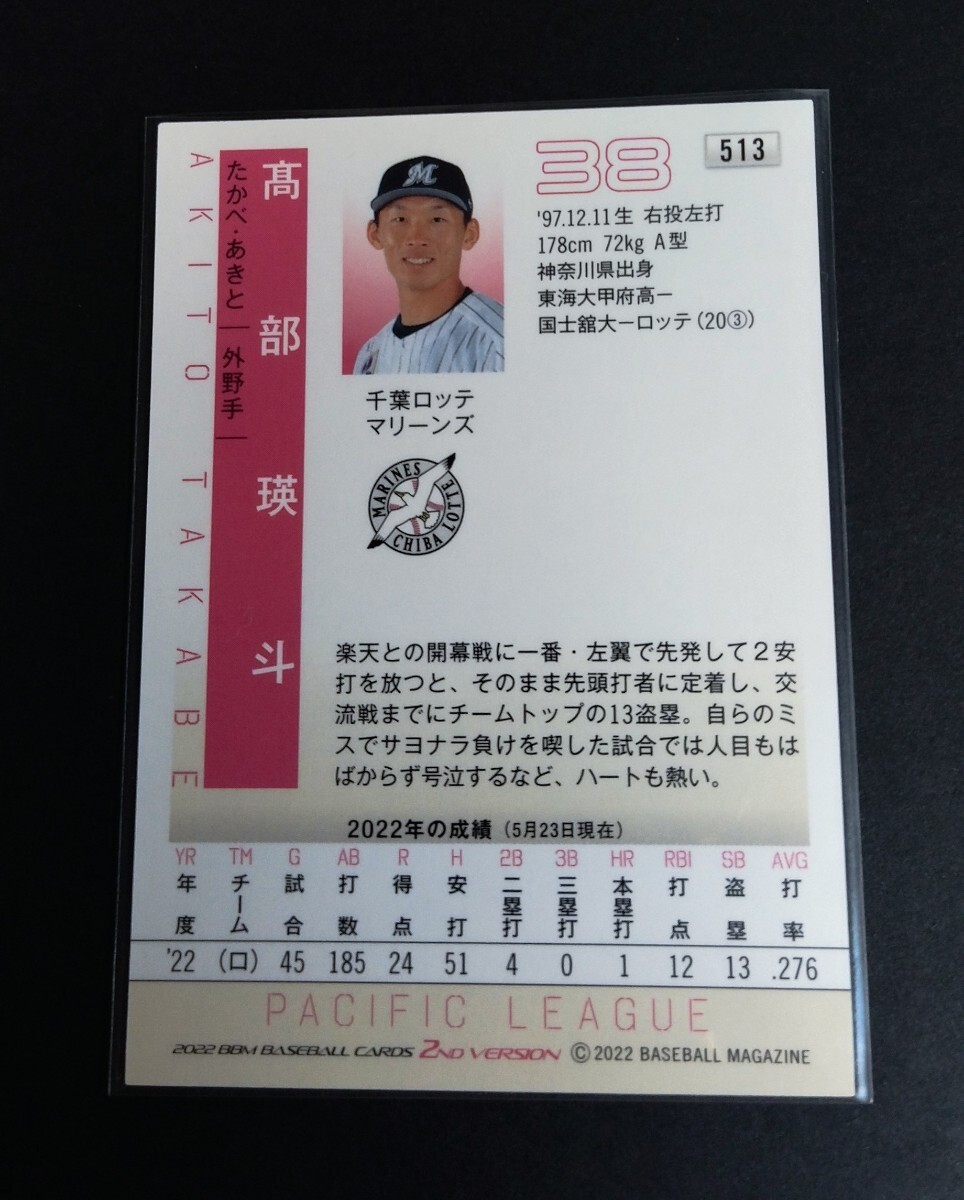 髙部瑛斗
たかべ・あきと｜外野手｜
AKITO TAKABE
38
513
'97.12.11生 右投左打
178cm 72kg A型
神奈川県出身
東海大甲府高ー
国士舘大ーロッテ(20③)
千葉ロッテ
マリーンズ
MARINES
CHIBA LOTTE
楽天との開幕戦に一番・左翼で先発して２安
打を放つと、そのまま先頭打者に定着し、交
流戦までにチームトップの13盗塁。自らのミ
スでサヨナラ負けを喫した試合では人目もは
ばからず号泣するなど、ハートも熱い。
2022年の成績（5月23日現在）
YR TM G AB R H 2B 3B HR RBI SB AVG
年度 チーム 試合 打数 得点 安打 二塁打 三塁打 本塁打 打点 盗塁 打率
'22 (ロ) 45 185 24 51 4 0 1 12 13 .276
PACIFIC LEAGUE
2022 BBM BASEBALL CARDS 2ND VERSION ©2022 BASEBALL MAGAZINE